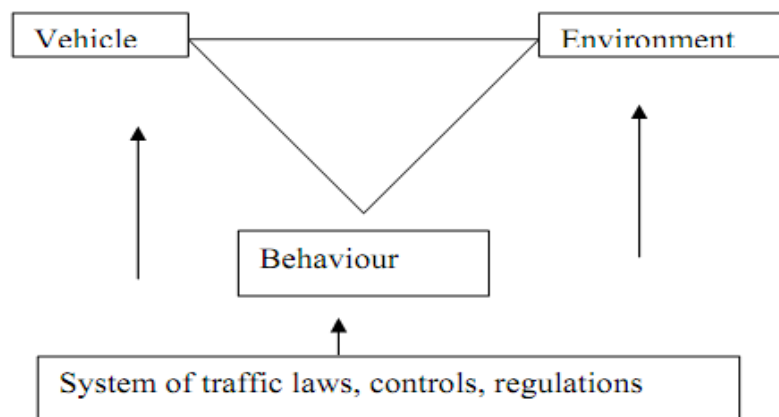 Vehicle
Environment
Behaviour
System of traffic laws, controls, regulations